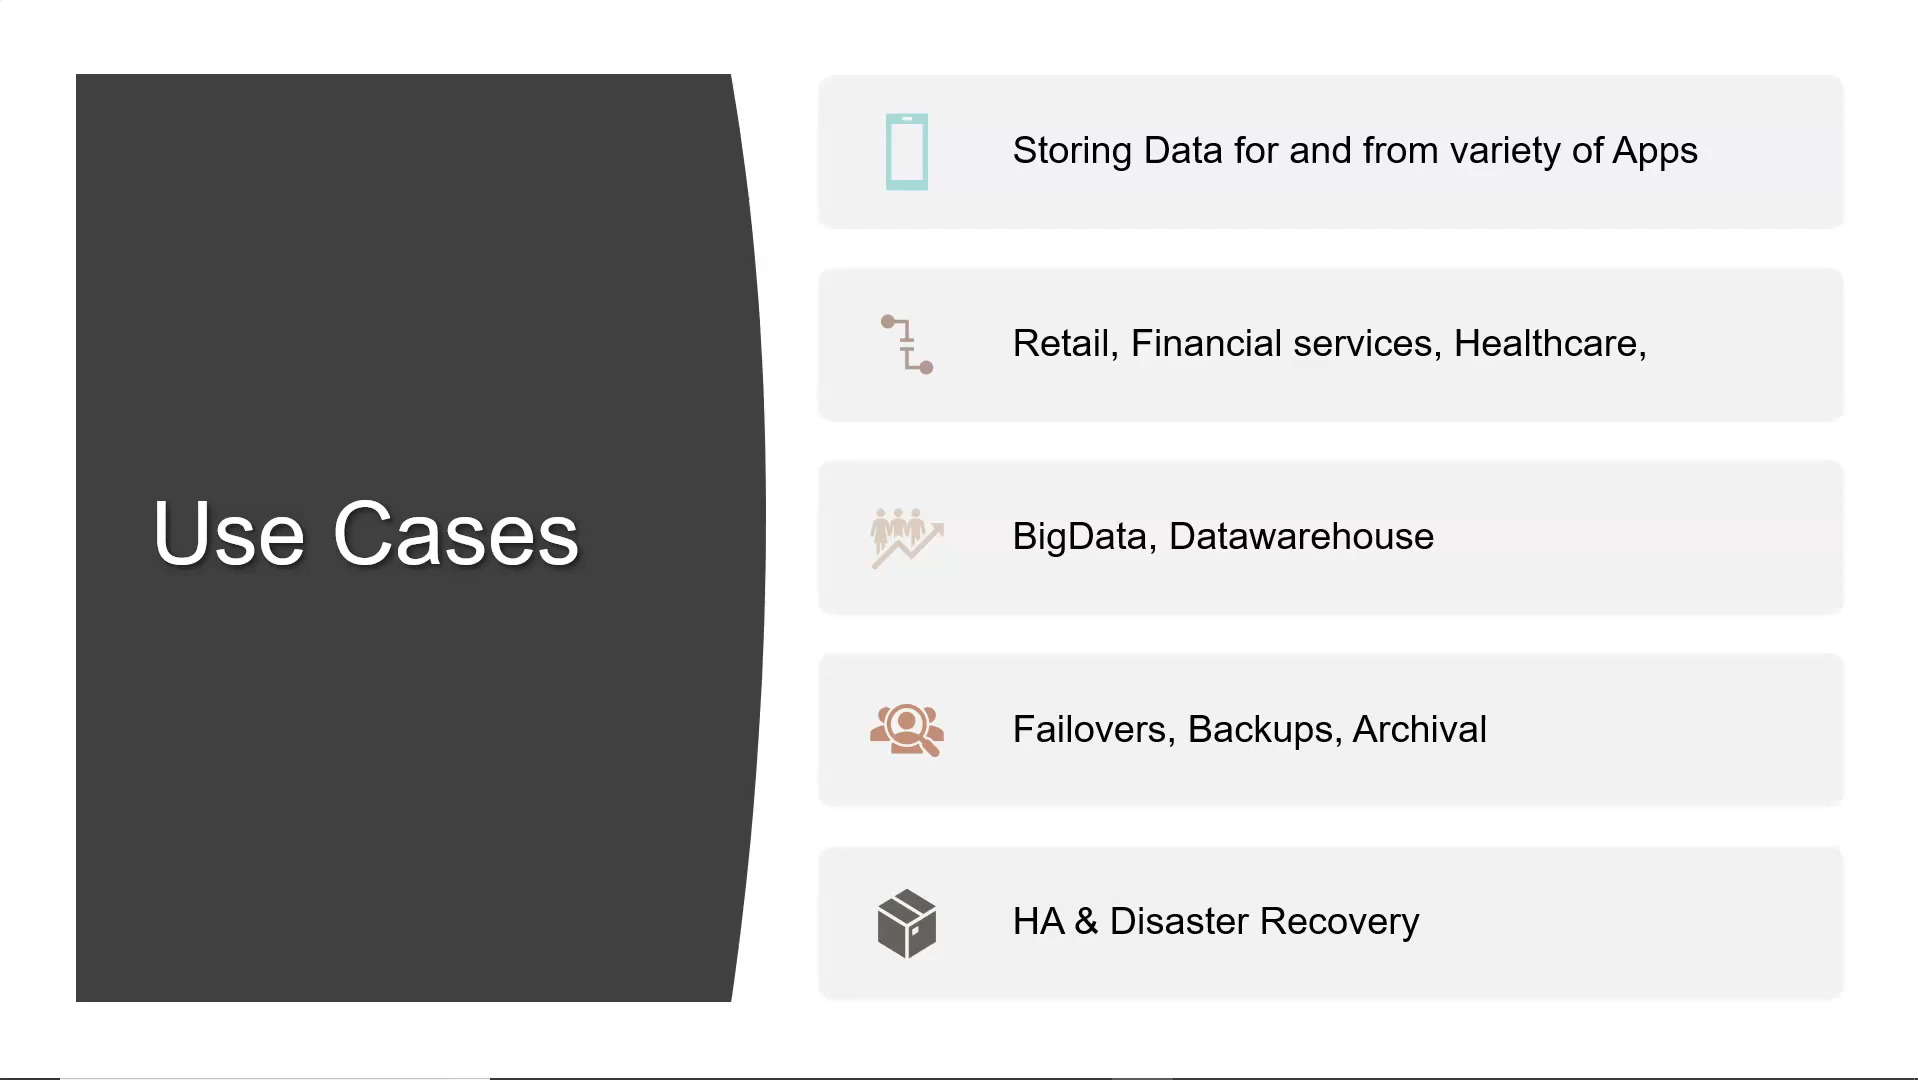 Use Cases
Storing Data for and from variety of Apps
Retail, Financial services, Healthcare,
BigData, Datawarehouse
Failovers, Backups, Archival
HA & Disaster Recovery